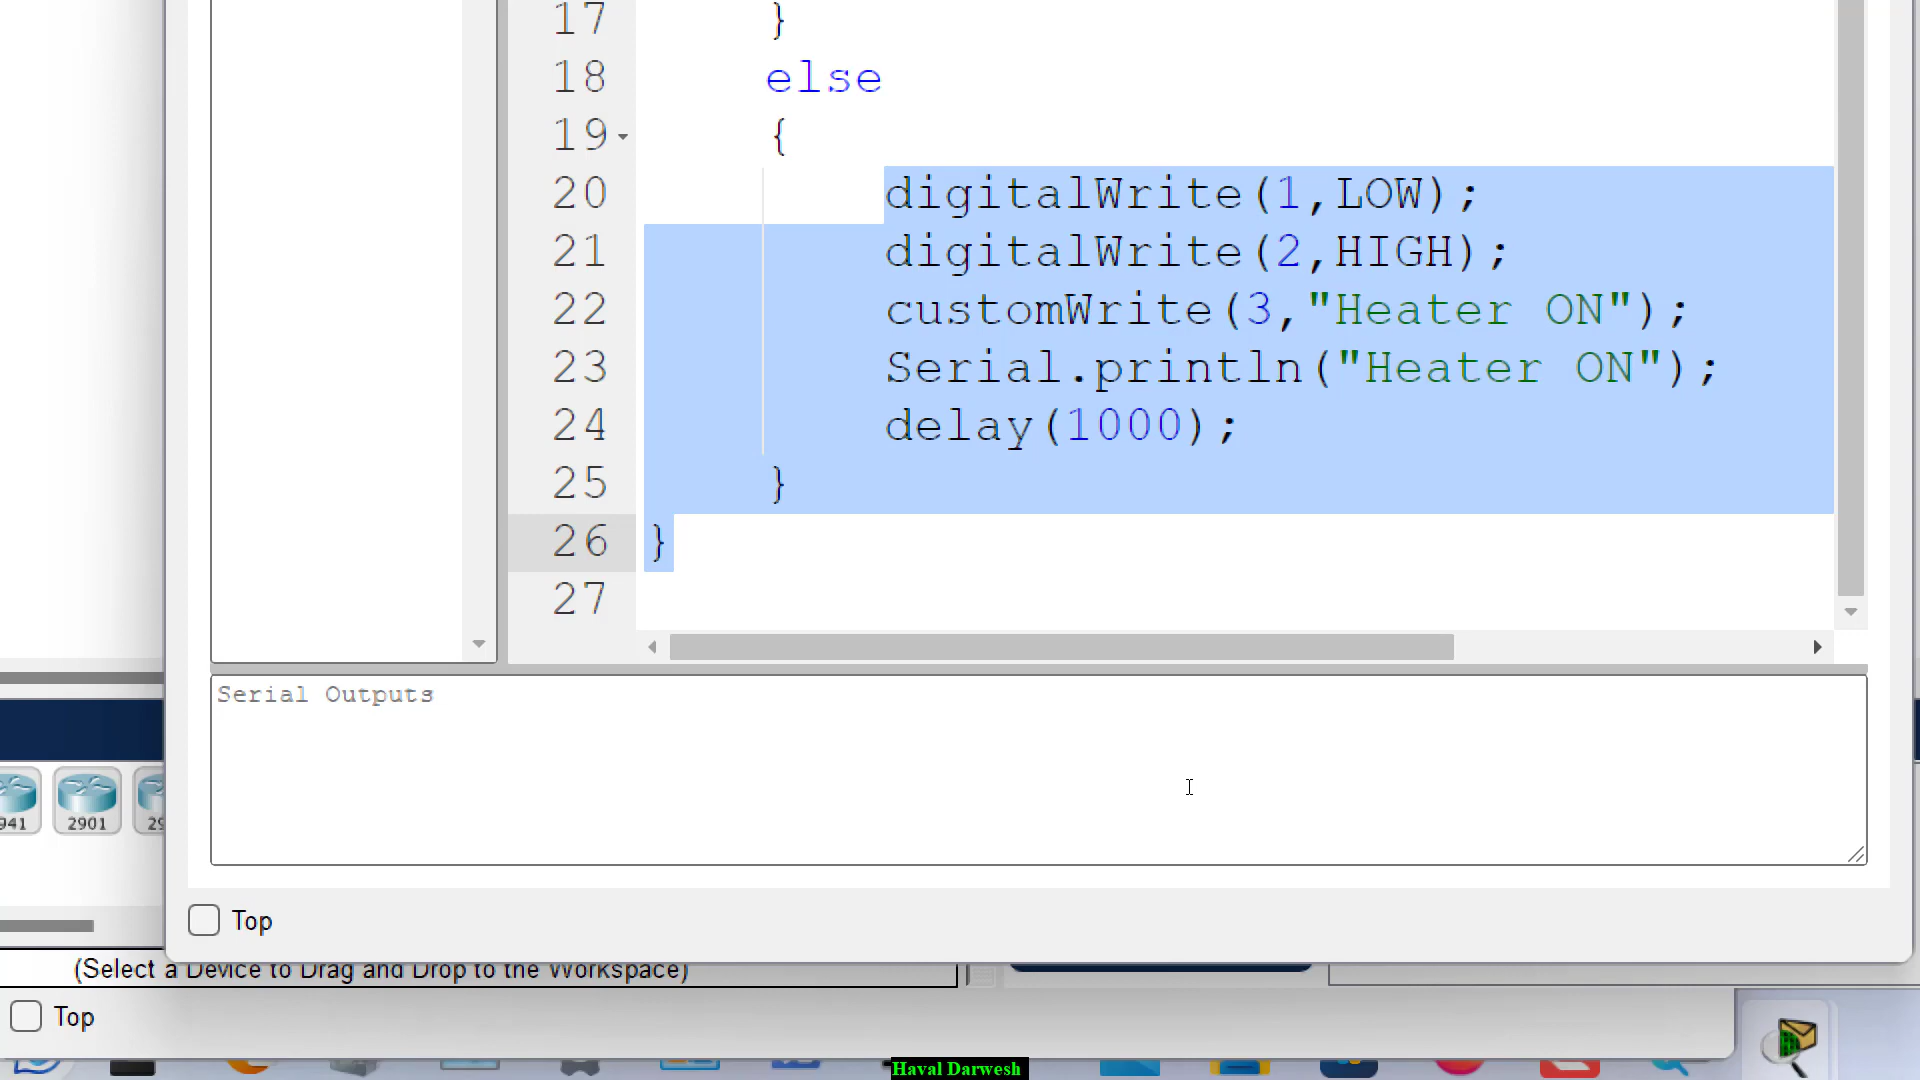 17 }
18 else
19 {
20 digitalWrite(1,LOW);
21 digitalWrite(2,HIGH);
22 customWrite(3,"Heater ON");
23 Serial.println("Heater ON");
24 delay(1000);
25 }
26 }
27
Serial Outputs
941 2901 29
Top
(Select a Device to Drag and Drop to the Workspace)
Top
Haval Darwesh